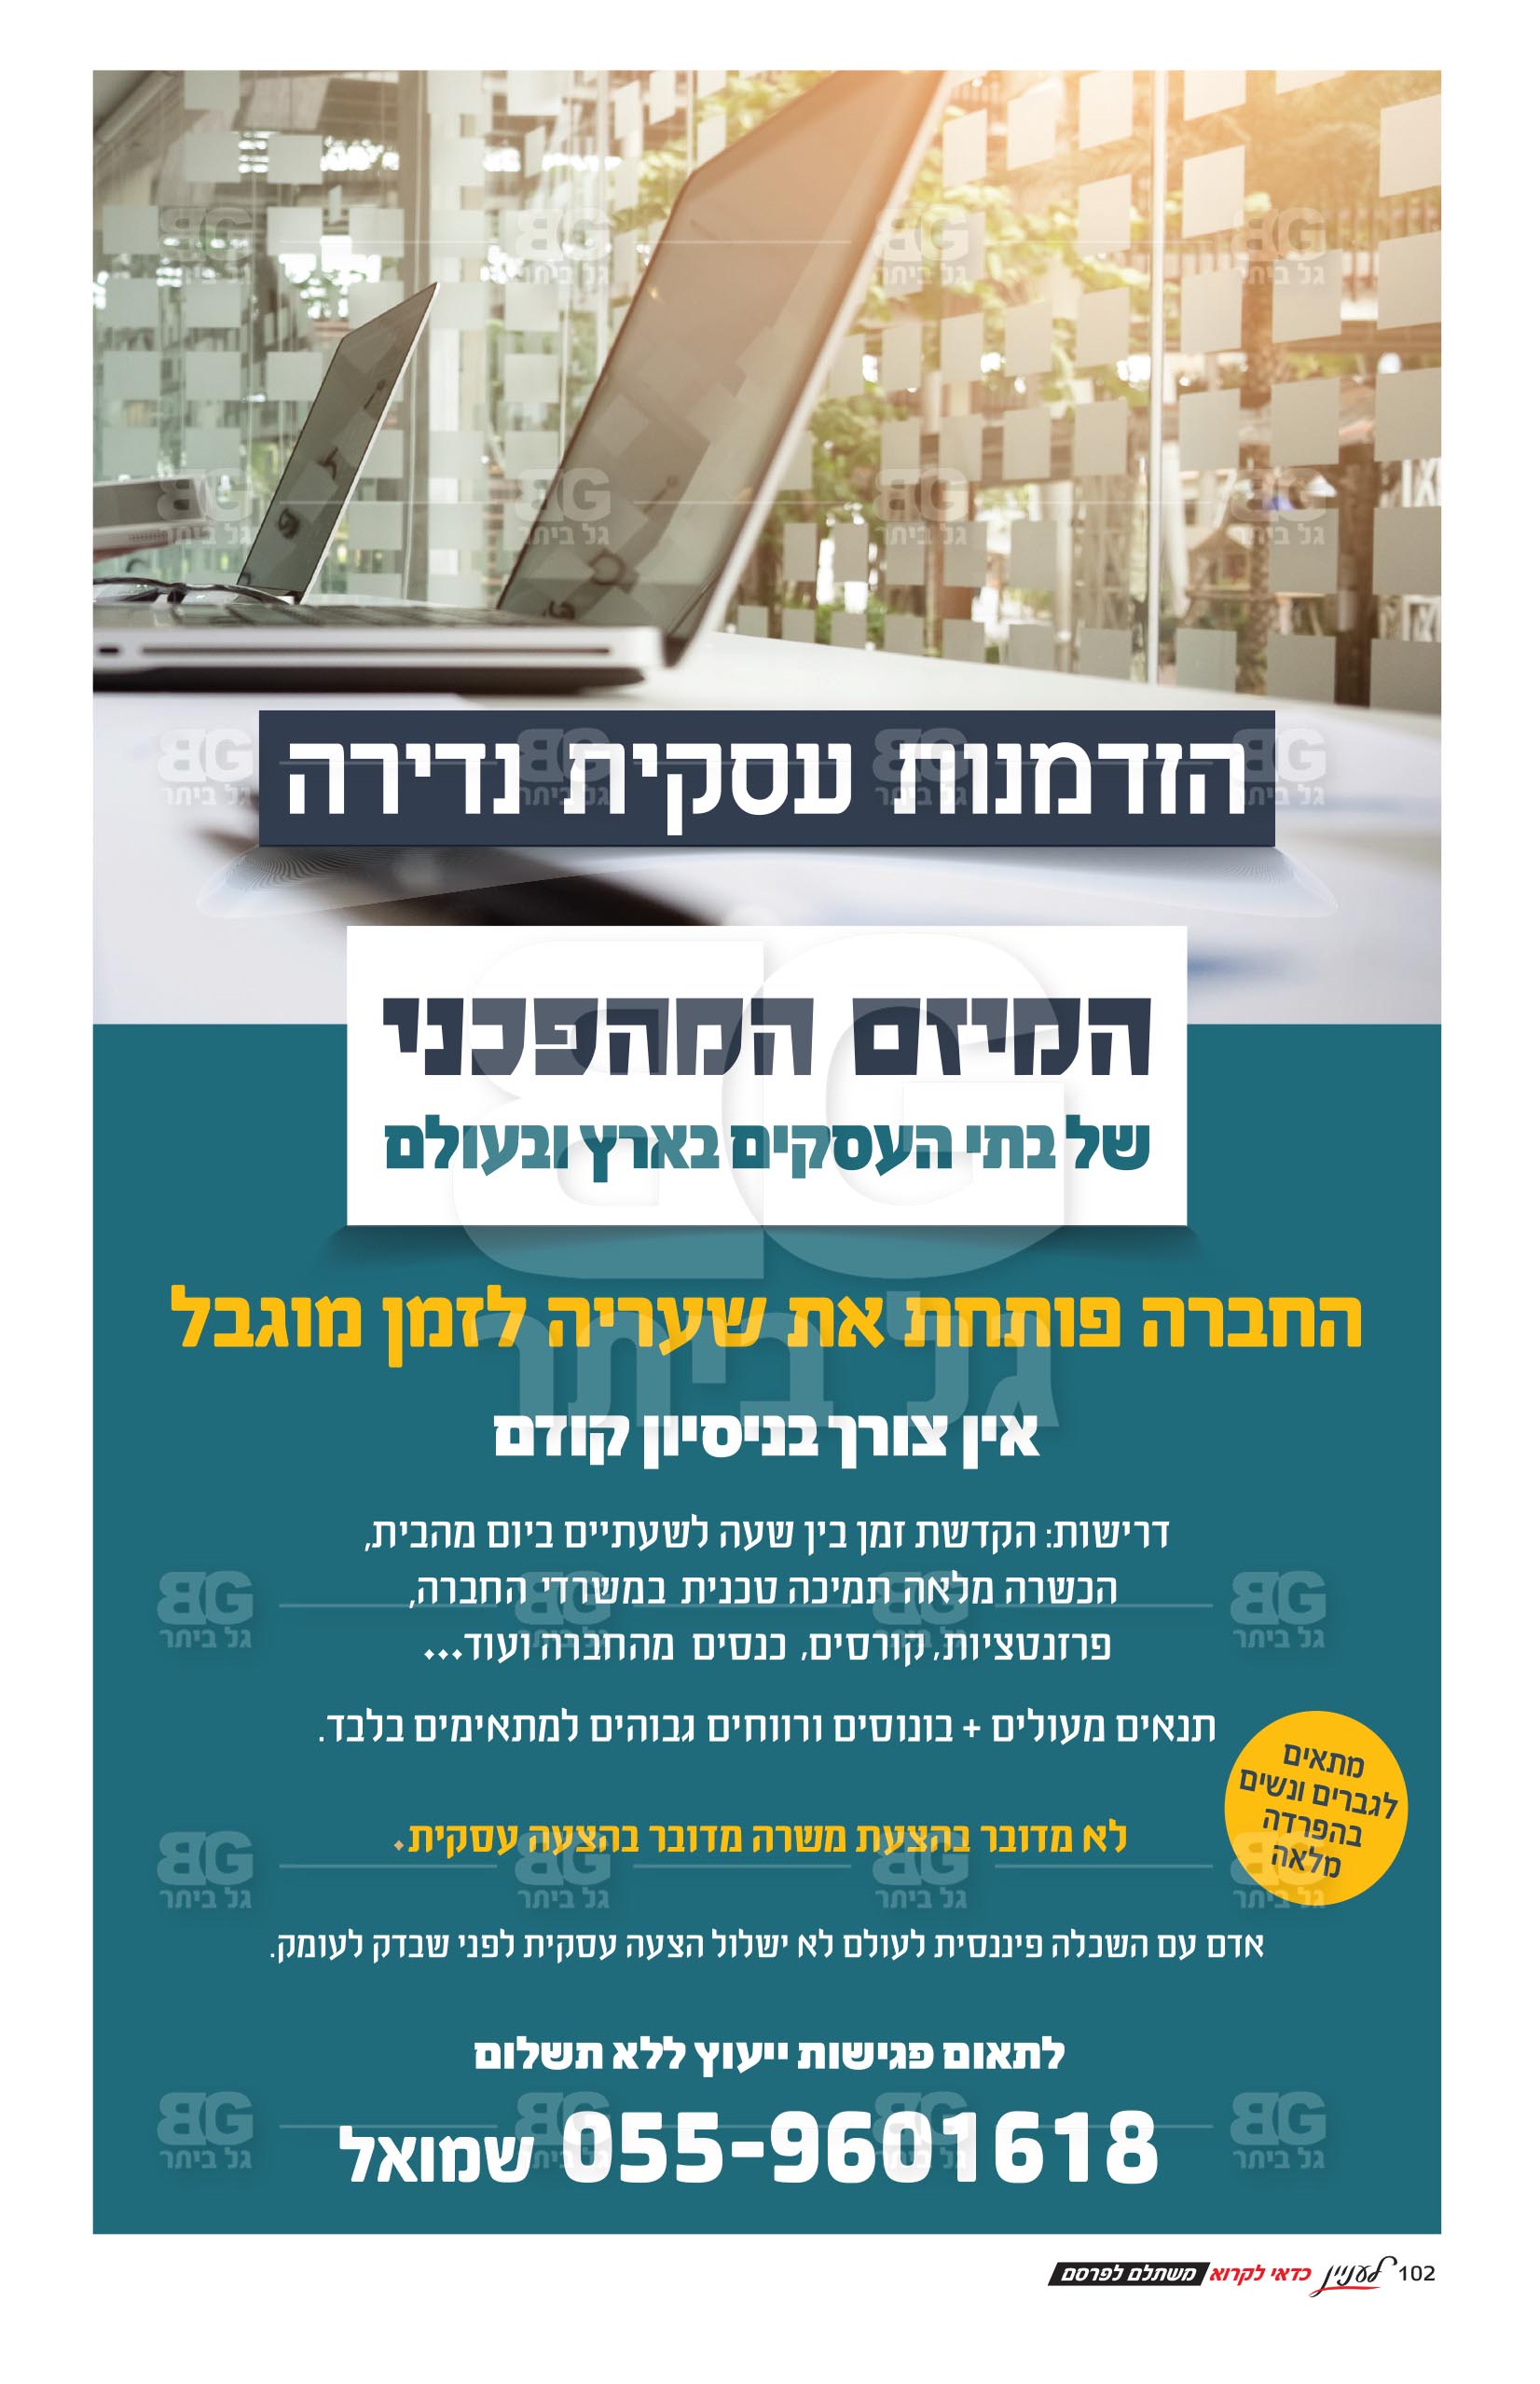 הזדמנות עסקית נדירה
המיזם המהפכני
של בתי העסקים בארץ ובעולם
החברה פותחת את שעריה לזמן מוגבל
אין צורך בניסיון קודם
דרישות: הקדשת זמן בין שעה לשעתיים ביום מהבית,
הכשרה מלאה תמיכה טכנית במשרדי החברה,
פרזנטציות, קורסים, כנסים מהחברה ועוד...
תנאים מעולים + בונוסים ורווחים גבוהים למתאימים בלבד.
מתאים
לגברים ונשים
בהפרדה
מלאה
לא מדובר בהצעת משרה מדובר בהצעה עסקית.
אדם עם השכלה פיננסית לעולם לא ישלול הצעה עסקית לפני שבדק לעומק.
לתאום פגישות ייעוץ ללא תשלום
055-9601618 שמואל
BG
גל ביתר
102 לעניין כדאי לקרוא משתלם לפרסם